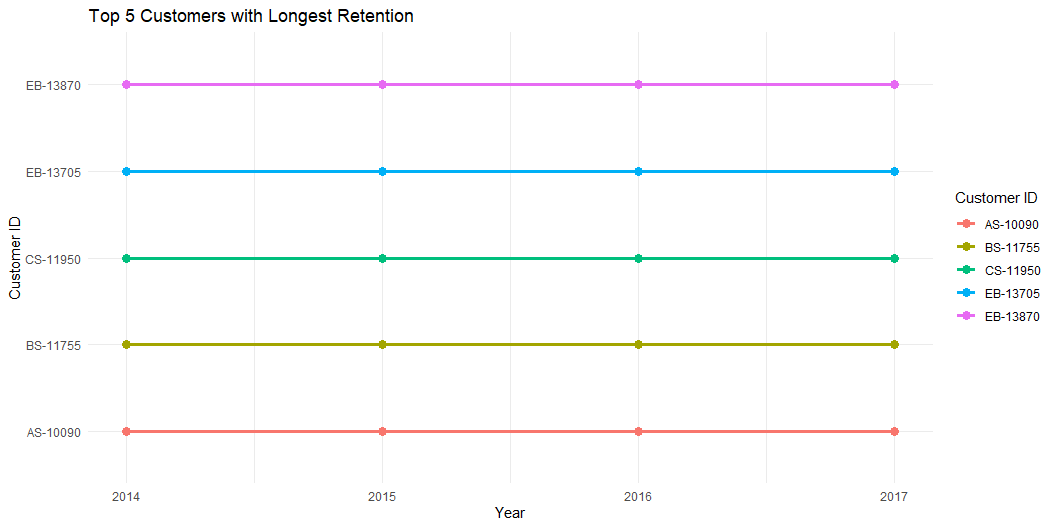 Top 5 Customers with Longest Retention
Customer ID
EB-13870
EB-13705
CS-11950
BS-11755
AS-10090
2014 2015 2016 2017
Year
Customer ID
AS-10090
BS-11755
CS-11950
EB-13705
EB-13870